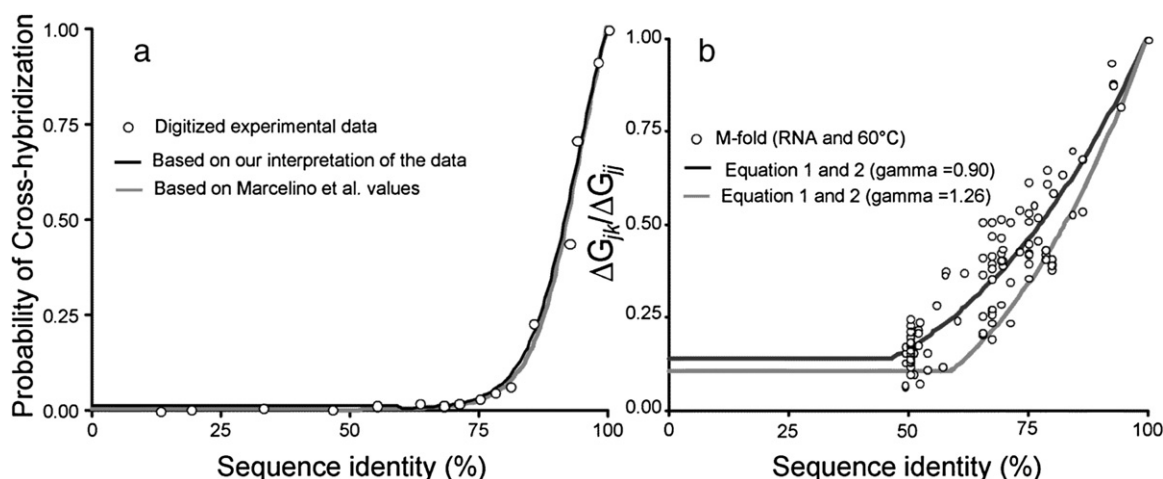 Probability of Cross-hybridization
1.00
0.75
0.50
0.25
0.00
a
Digitized experimental data
Based on our interpretation of the data
Based on Marcelino et al. values
0 25 50 75 100
Sequence identity (%)
ΔG_jk/ΔG_jj
1.00
0.75
0.50
0.25
0.00
b
M-fold (RNA and 60°C)
Equation 1 and 2 (gamma =0.90)
Equation 1 and 2 (gamma =1.26)
0 50 75 100
Sequence identity (%)